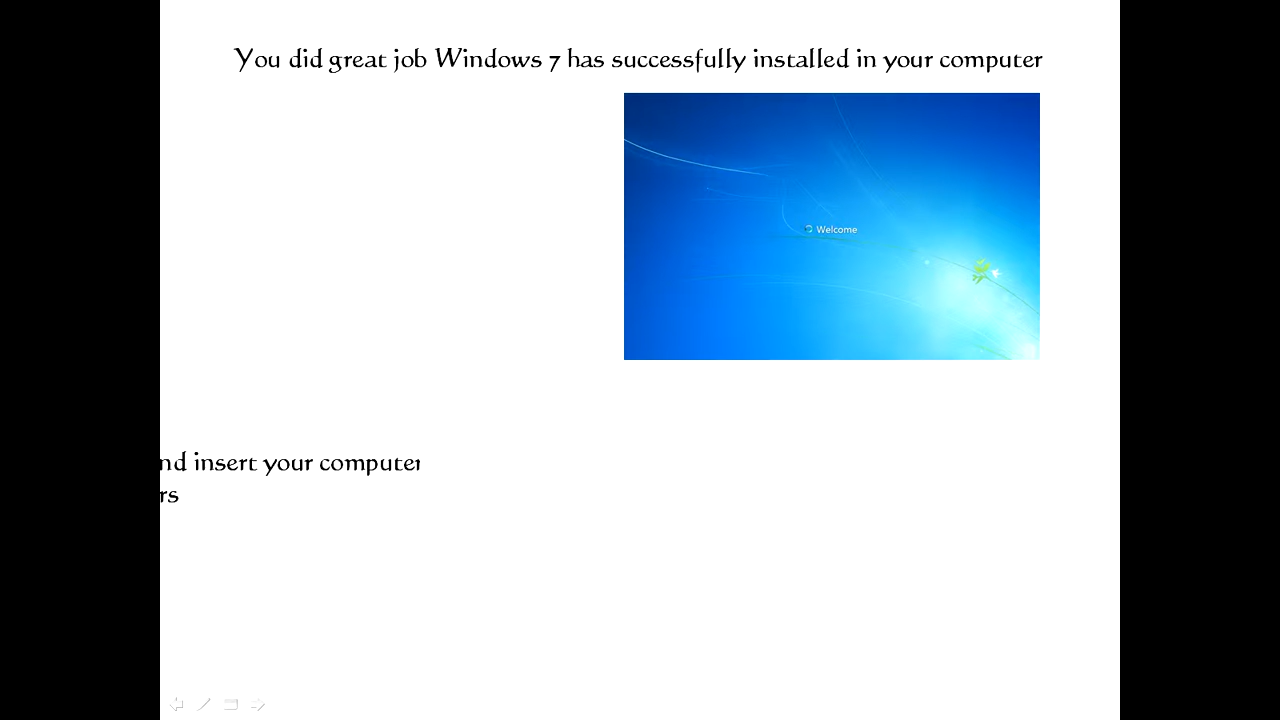 You did great job Windows 7 has successfully installed in your computer
Welcome
nd insert your computer
rs